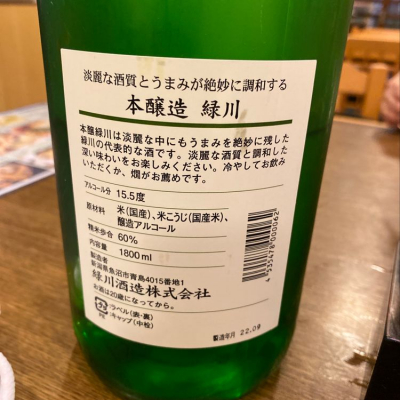 淡麗な酒質とうまみが絶妙に調和する
本醸造 緑川
本醸緑川は淡麗な中にもうまみを絶妙に残した
緑川の代表的な酒です。淡麗な酒質と調和した
深い味わいをお楽しみください。冷やしてお飲み
いただくか、燗がお薦めです。
アルコール分 15.5度
原材料 米(国産)、米こうじ(国産米)、
醸造アルコール
精米歩合 60%
内容量 1800ml
製造者
新潟県魚沼市青島4015番地1
緑川酒造株式会社
お酒は20歳になってから。
紙 ラベル(表・裏)
キャップ(中栓)
4535478000062
製造年月 22.09